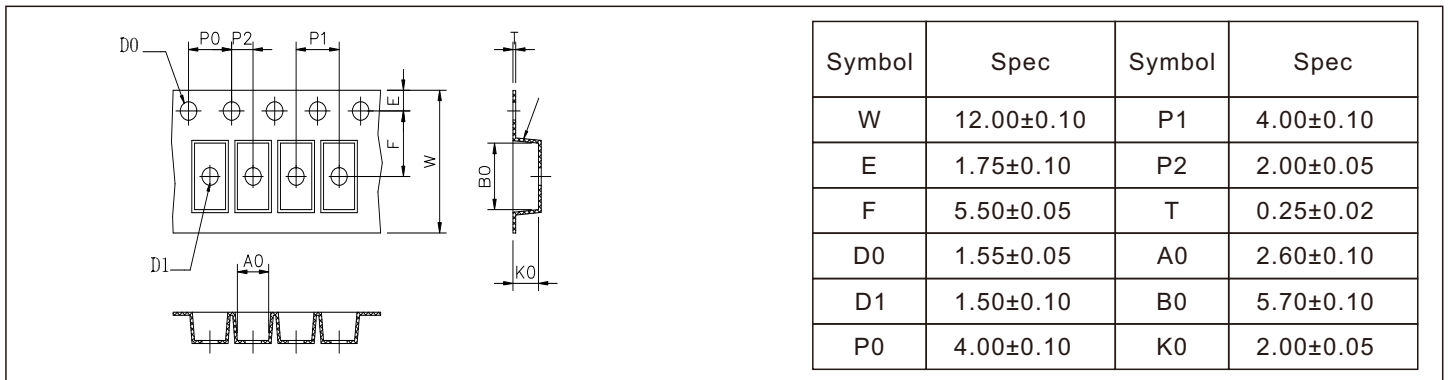 D0
P0
P2
P1
E
F
W
D1
A0
T
B0
K0
Symbol Spec Symbol Spec
W 12.00±0.10 P1 4.00±0.10
E 1.75±0.10 P2 2.00±0.05
F 5.50±0.05 T 0.25±0.02
D0 1.55±0.05 A0 2.60±0.10
D1 1.50±0.10 B0 5.70±0.10
P0 4.00±0.10 K0 2.00±0.05